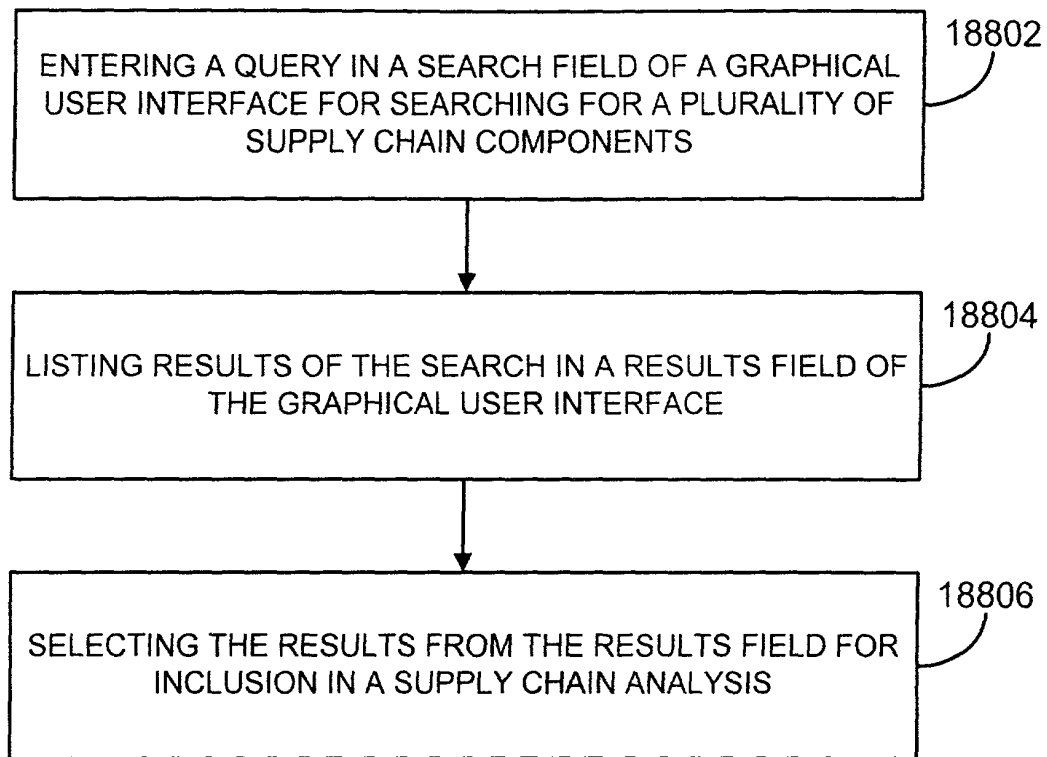 18802
ENTERING A QUERY IN A SEARCH FIELD OF A GRAPHICAL
USER INTERFACE FOR SEARCHING FOR A PLURALITY OF
SUPPLY CHAIN COMPONENTS
18804
LISTING RESULTS OF THE SEARCH IN A RESULTS FIELD OF
THE GRAPHICAL USER INTERFACE
18806
SELECTING THE RESULTS FROM THE RESULTS FIELD FOR
INCLUSION IN A SUPPLY CHAIN ANALYSIS